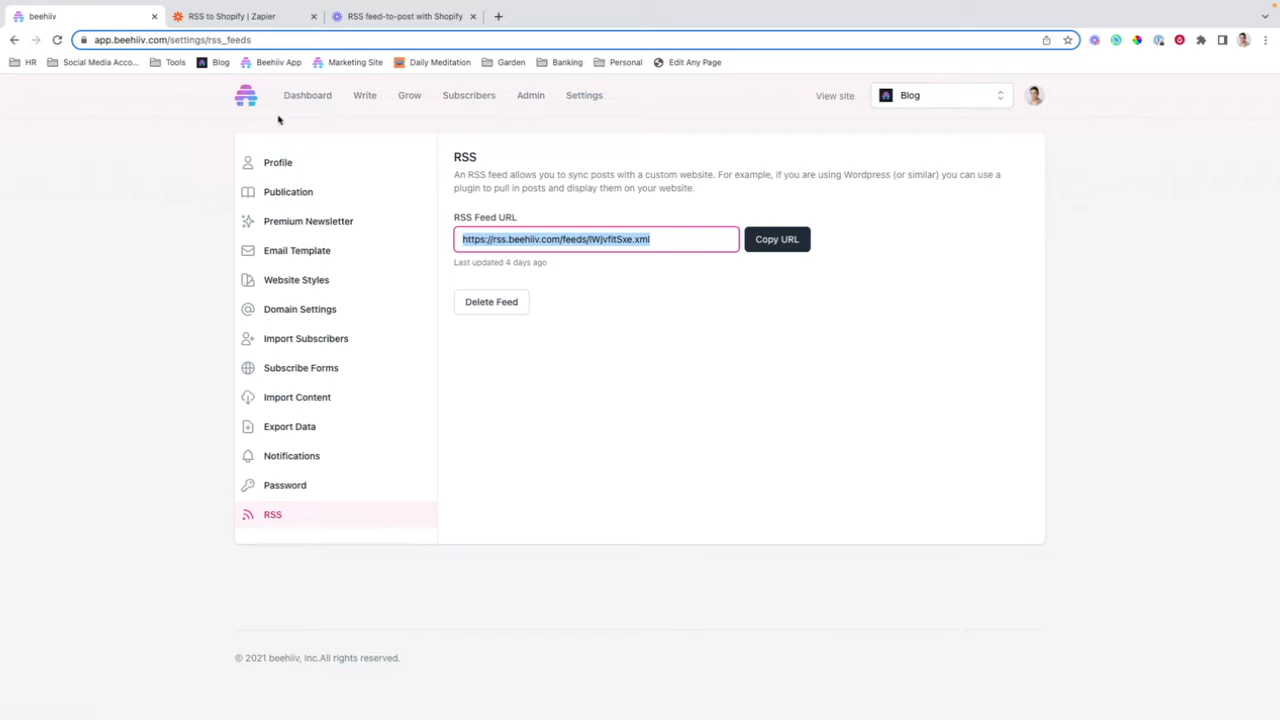 beehiiv
RSS to Shopify | Zapier
RSS feed-to-post with Shopify
app.beehiiv.com/settings/rss_feeds
HR
Social Media Acco...
Tools
Blog
Beehiiv App
Marketing Site
Daily Meditation
Garden
Banking
Personal
Edit Any Page
Dashboard
Write
Grow
Subscribers
Admin
Settings
View site
Blog
Profile
Publication
Premium Newsletter
Email Template
Website Styles
Domain Settings
Import Subscribers
Subscribe Forms
Import Content
Export Data
Notifications
Password
RSS
RSS
An RSS feed allows you to sync posts with a custom website. For example, if you are using Wordpress (or similar) you can use a
plugin to pull in posts and display them on your website.
RSS Feed URL
https://rss.beehiiv.com/feeds/lWjvfitSxe.xml
Copy URL
Last updated 4 days ago
Delete Feed
© 2021 beehiiv, Inc.All rights reserved.